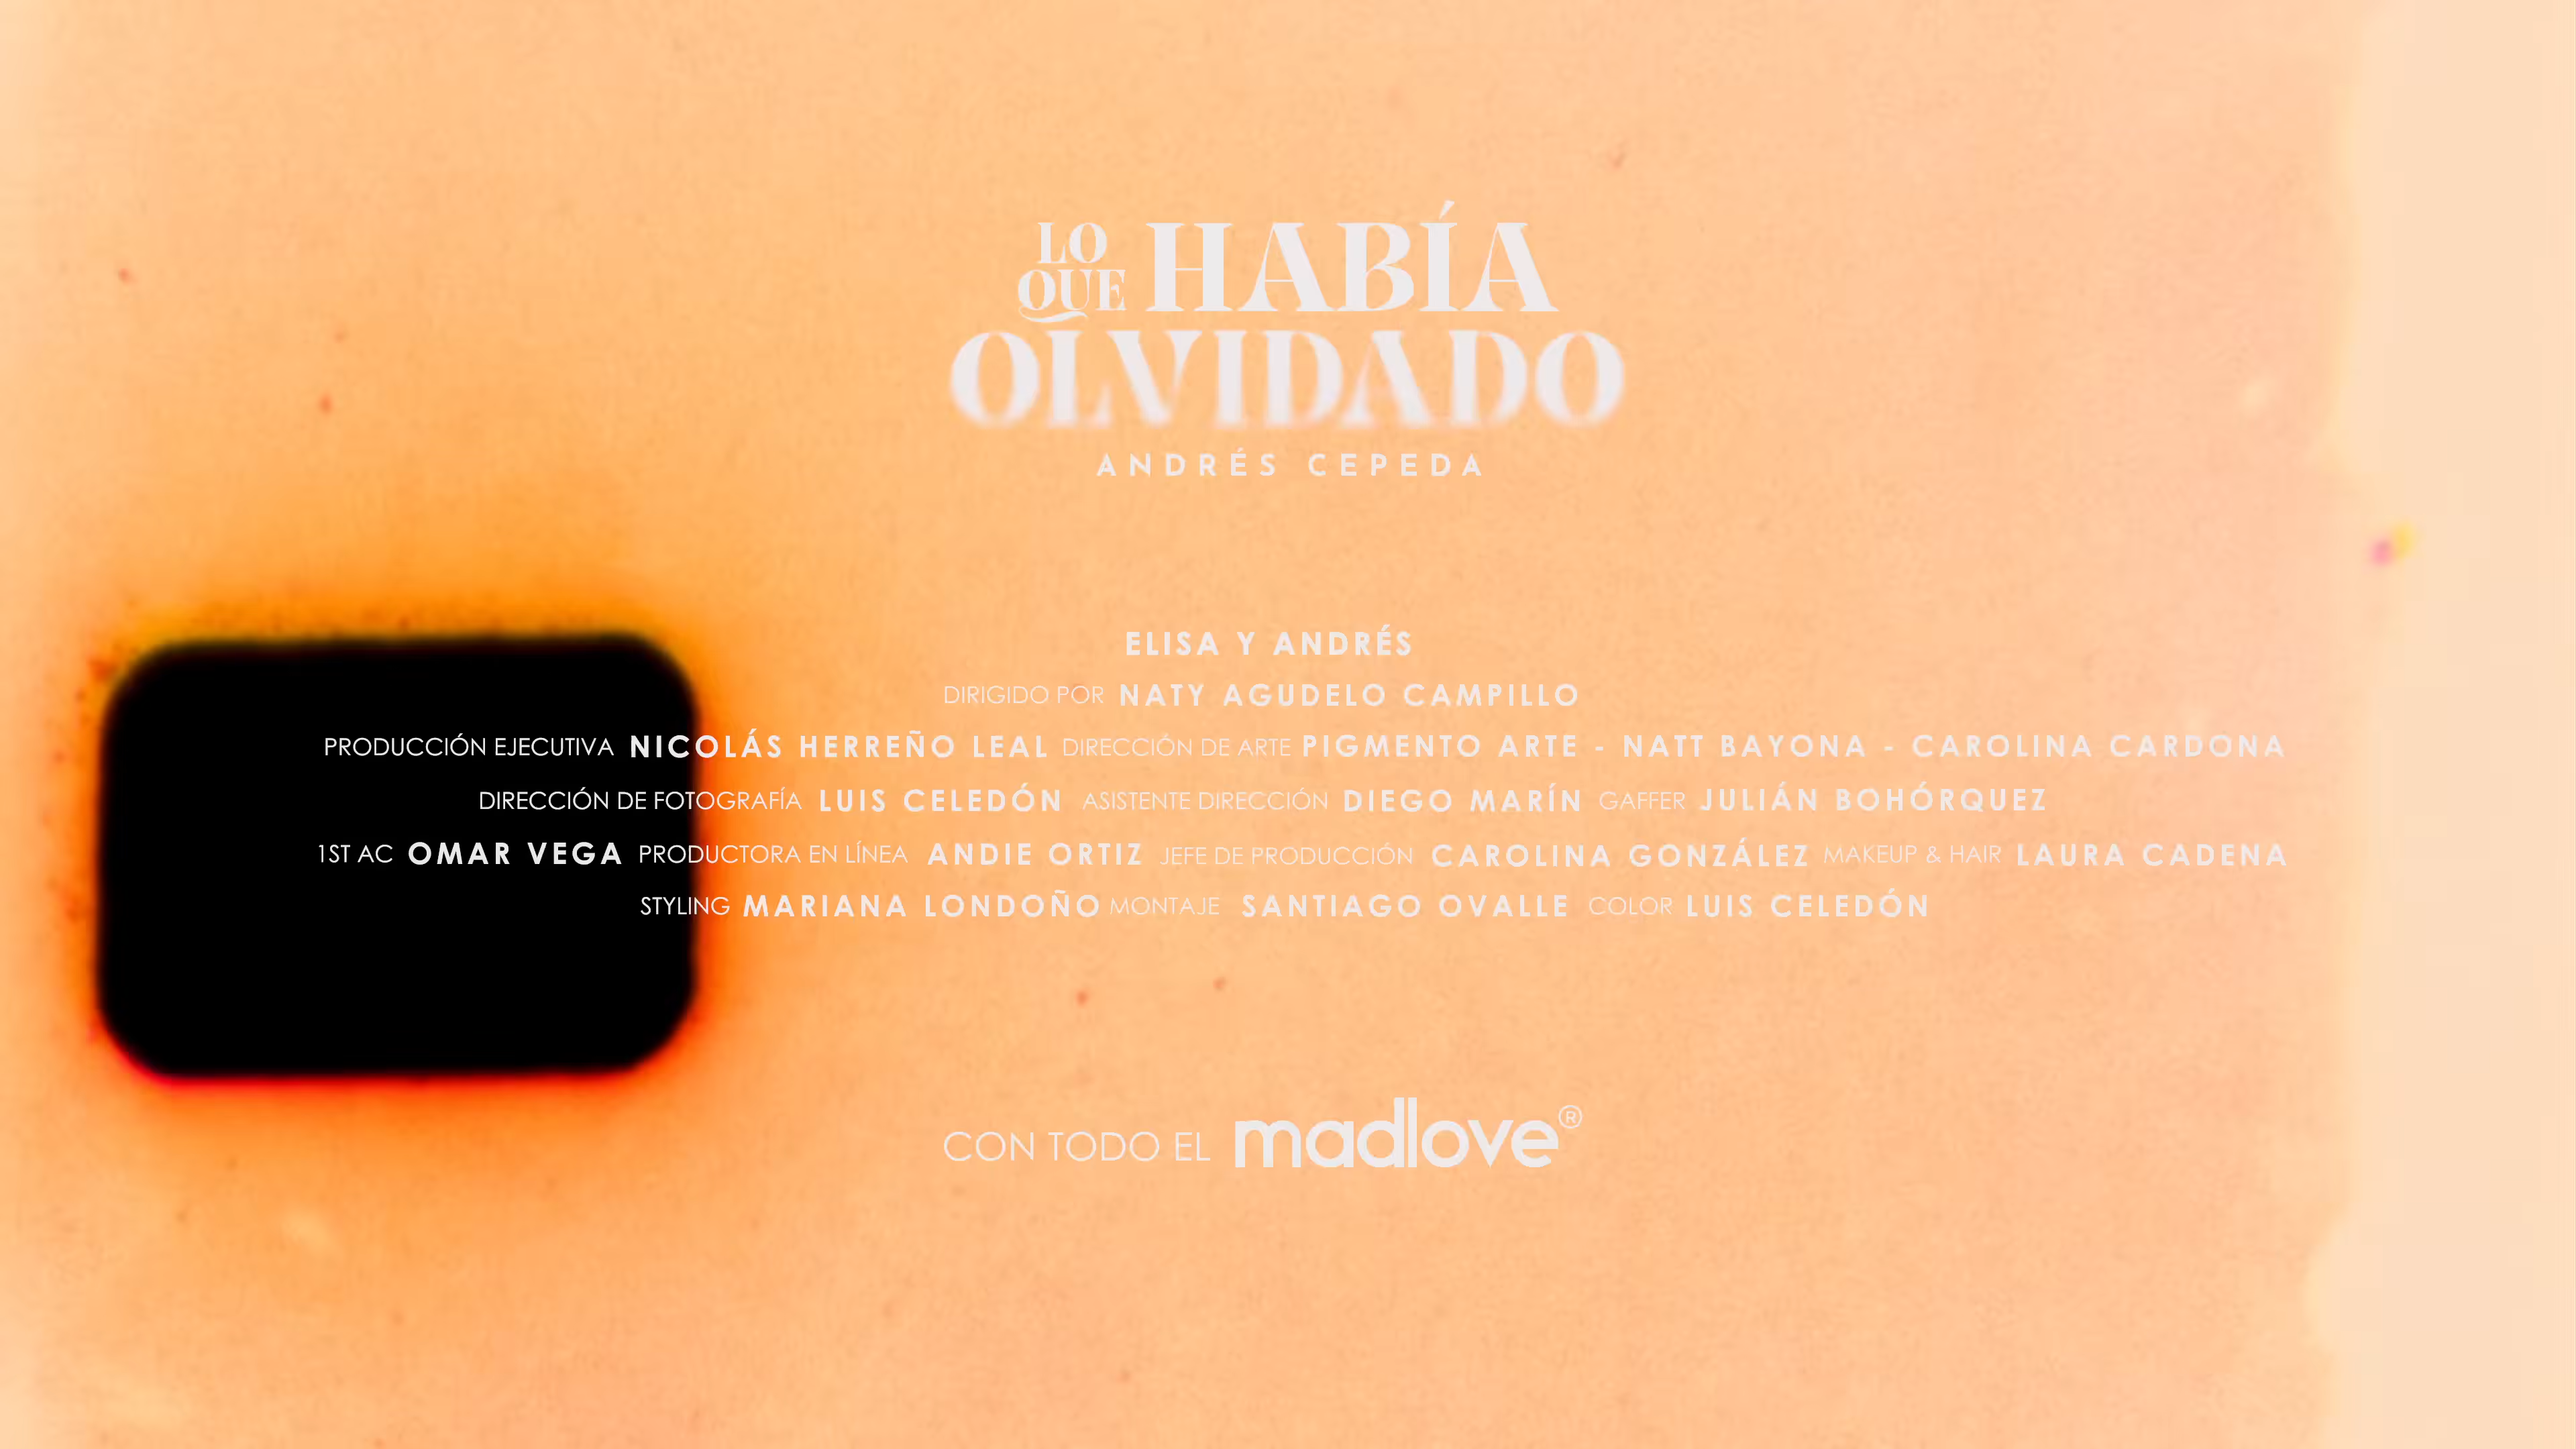 LO QUE HABÍA
OLVIDADO
ANDRÉS CEPEDA
ELISA Y ANDRÉS
DIRIGIDO POR NATY AGUDELO CAMPILLO
PRODUCCIÓN EJECUTIVA NICOLÁS HERREÑO LEAL DIRECCIÓN DE ARTE PIGMENTO ARTE - NATT BAYONA - CAROLINA CARDONA
DIRECCIÓN DE FOTOGRAFÍA LUIS CELEDÓN ASISTENTE DIRECCIÓN DIEGO MARÍN GAFFER JULIÁN BOHÓRQUEZ
1ST AC OMAR VEGA PRODUCTORA EN LÍNEA ANDIE ORTIZ JEFE DE PRODUCCIÓN CAROLINA GONZÁLEZ MAKEUP & HAIR LAURA CADENA
STYLING MARIANA LONDOÑO MONTAJE SANTIAGO OVALLE COLOR LUIS CELEDÓN
CON TODO EL madlove®